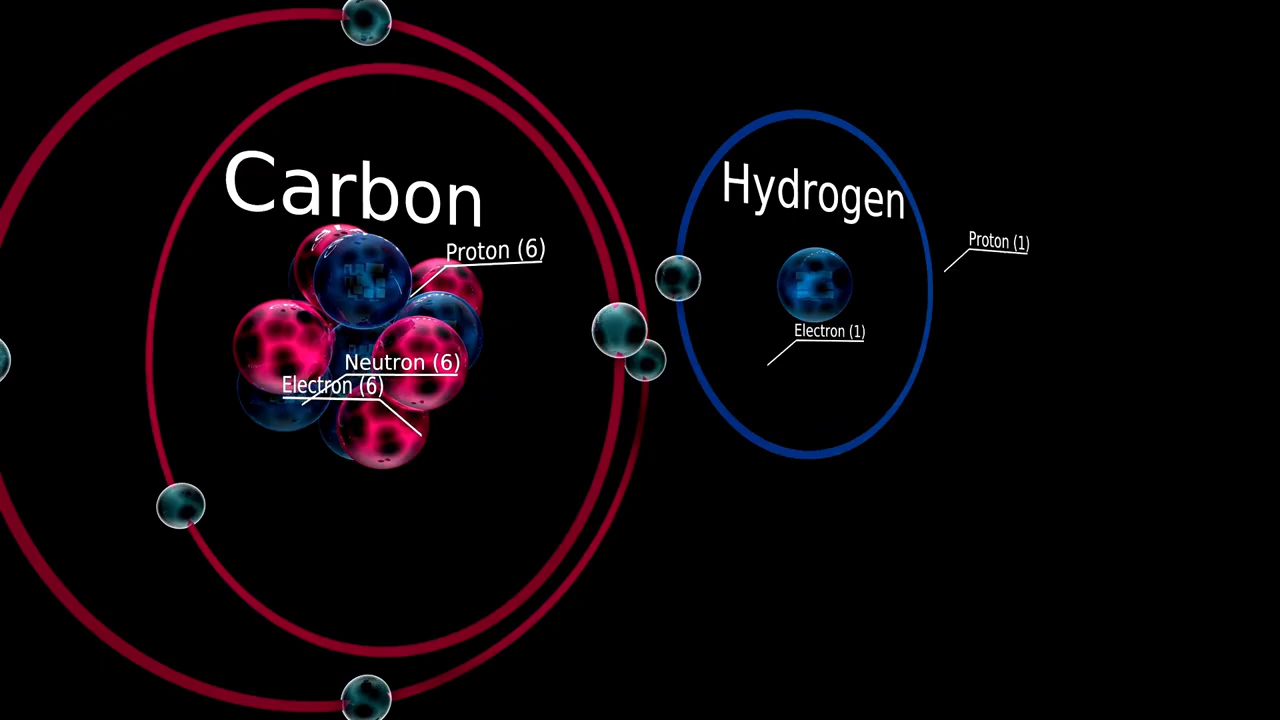 Carbon
Proton (6)
Neutron (6)
Electron (6)
Hydrogen
Proton (1)
Electron (1)